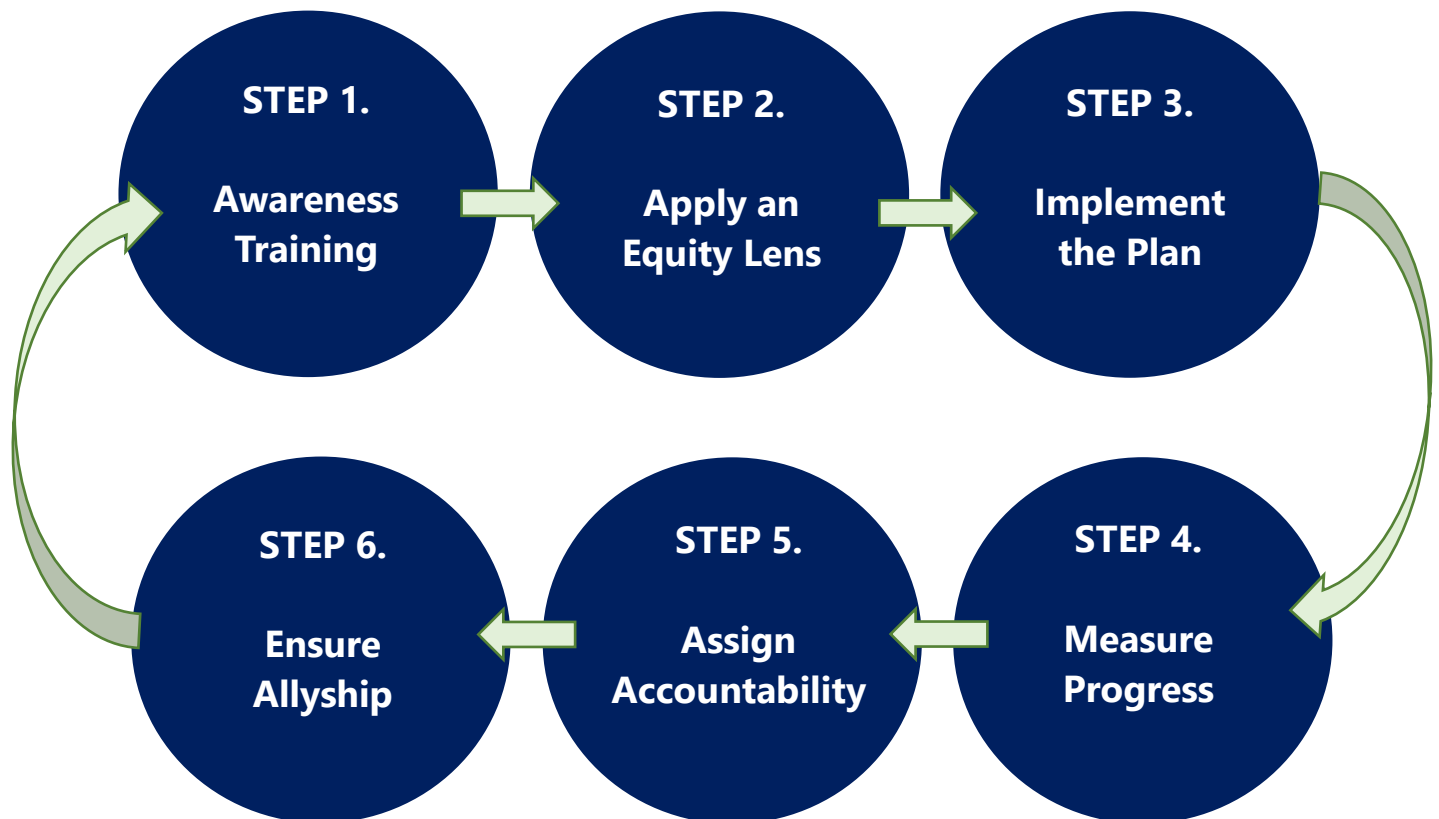 STEP 1.
Awareness
Training
STEP 2.
Apply an
Equity Lens
STEP 3.
Implement
the Plan
STEP 4.
Measure
Progress
STEP 5.
Assign
Accountability
STEP 6.
Ensure
Allyship